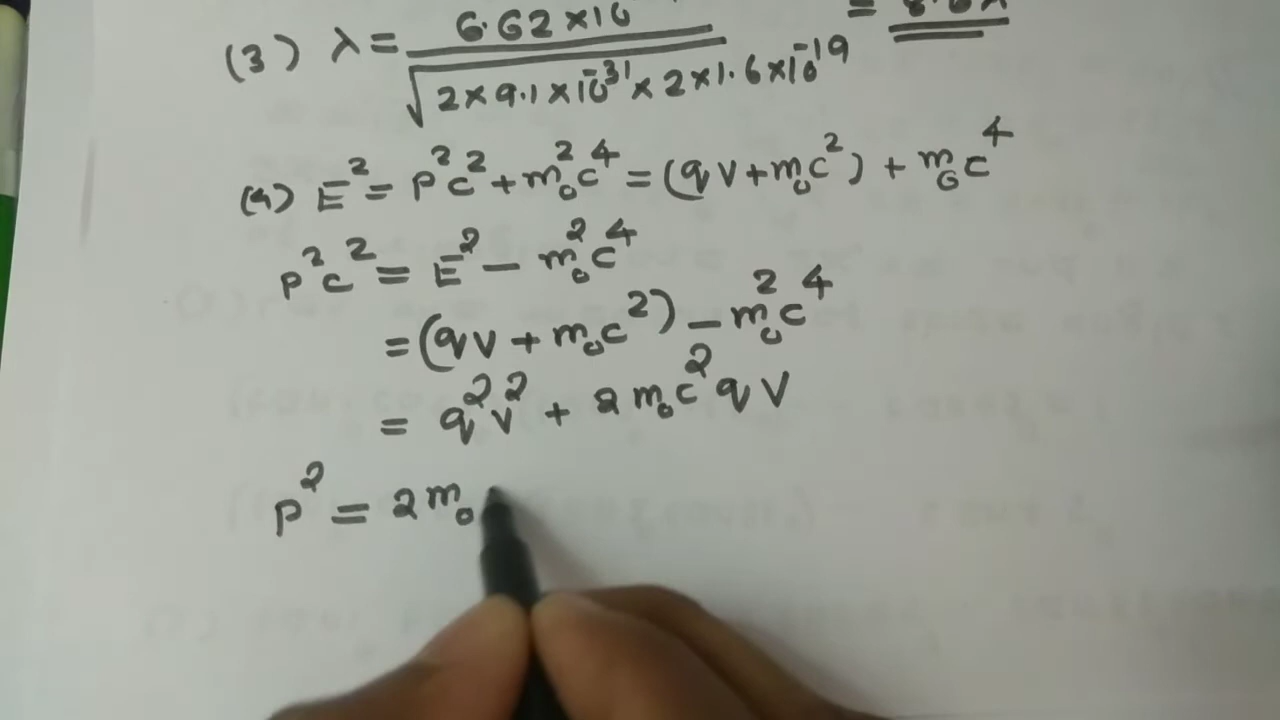 (3) λ = 6.62×10 / √2×9.1×10⁻³¹×2×1.6×10⁻¹⁹ =
(4) E² = P²c² + m₀²c⁴ = (qV+m₀c²) + m₀c⁴
P²c² = E² − m₀²c⁴
= (qV + m₀c²) − m₀²c⁴
= q²V² + 2m₀c²qV
P² = 2m₀